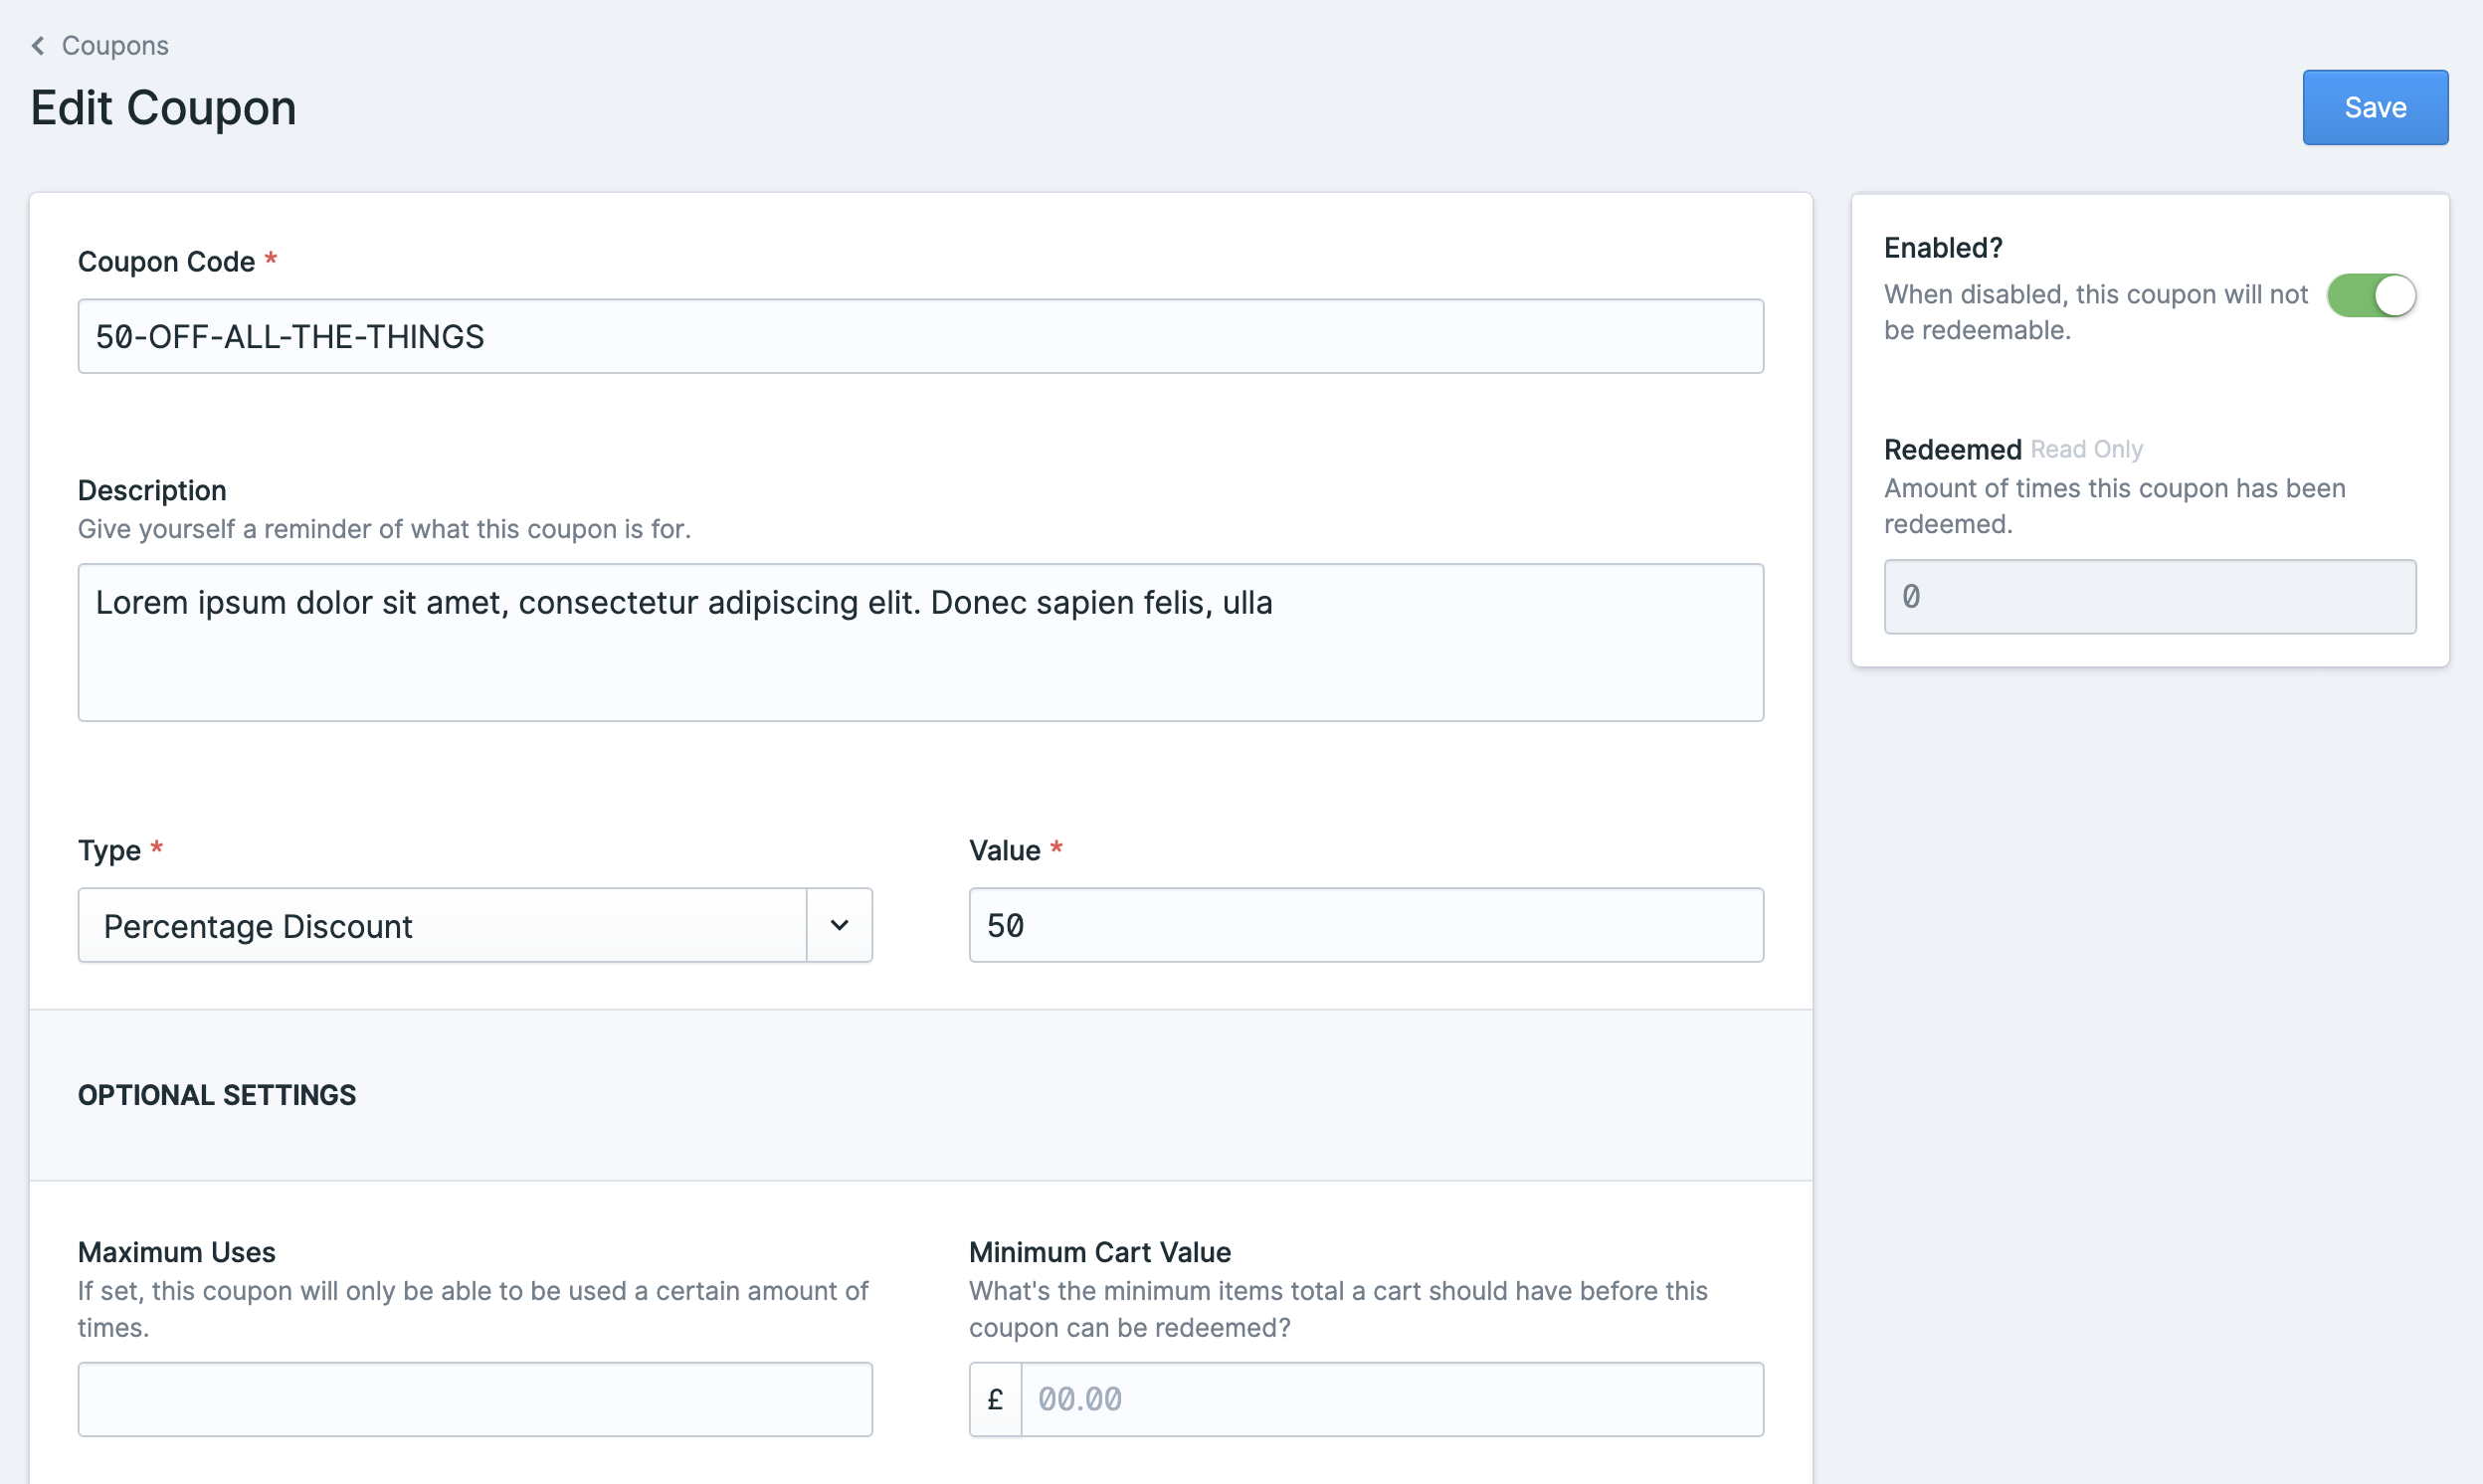 Coupons
Edit Coupon
Save
Coupon Code *
50-OFF-ALL-THE-THINGS
Description
Give yourself a reminder of what this coupon is for.
Lorem ipsum dolor sit amet, consectetur adipiscing elit. Donec sapien felis, ulla
Type *
Percentage Discount
Value *
50
OPTIONAL SETTINGS
Maximum Uses
If set, this coupon will only be able to be used a certain amount of
times.
Minimum Cart Value
What's the minimum items total a cart should have before this
coupon can be redeemed?
£ 00.00
Enabled?
When disabled, this coupon will not
be redeemable.
Redeemed Read Only
Amount of times this coupon has been
redeemed.
0